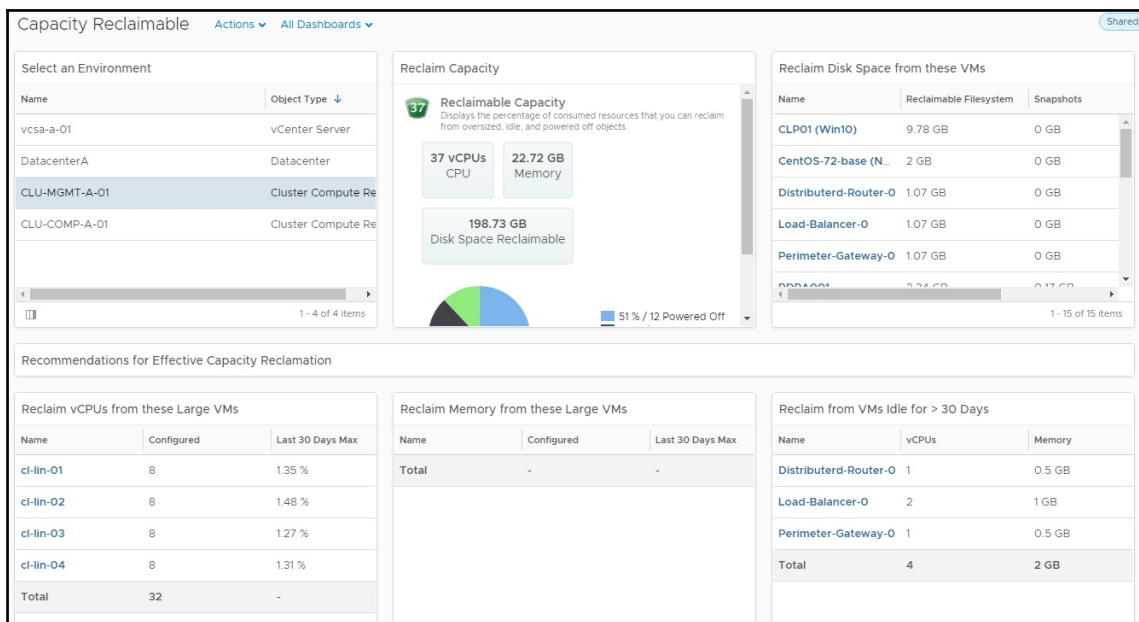 Capacity Reclaimable Actions All Dashboards Shared
Select an Environment
Name Object Type
vcsa-a-01 vCenter Server
DatacenterA Datacenter
CLU-MGMT-A-01 Cluster Compute Re
CLU-COMP-A-01 Cluster Compute Re
1 - 4 of 4 items
Reclaim Capacity
37 Reclaimable Capacity
Displays the percentage of consumed resources that you can reclaim
from oversized, idle, and powered off objects.
37 vCPUs 22.72 GB
CPU Memory
198.73 GB
Disk Space Reclaimable
51 % / 12 Powered Off
Reclaim Disk Space from these VMs
Name Reclaimable Filesystem Snapshots
CLP01 (Win10) 9.78 GB 0 GB
CentOS-72-base (N... 2 GB 0 GB
Distributerd-Router-0 1.07 GB 0 GB
Load-Balancer-0 1.07 GB 0 GB
Perimeter-Gateway-0 1.07 GB 0 GB
1 - 15 of 15 items
Recommendations for Effective Capacity Reclamation
Reclaim vCPUs from these Large VMs
Name Configured Last 30 Days Max
cl-lin-01 8 1.35 %
cl-lin-02 8 1.48 %
cl-lin-03 8 1.27 %
cl-lin-04 8 1.31 %
Total 32 -
Reclaim Memory from these Large VMs
Name Configured Last 30 Days Max
Total - -
Reclaim from VMs Idle for > 30 Days
Name vCPUs Memory
Distributerd-Router-0 1 0.5 GB
Load-Balancer-0 2 1 GB
Perimeter-Gateway-0 1 0.5 GB
Total 4 2 GB